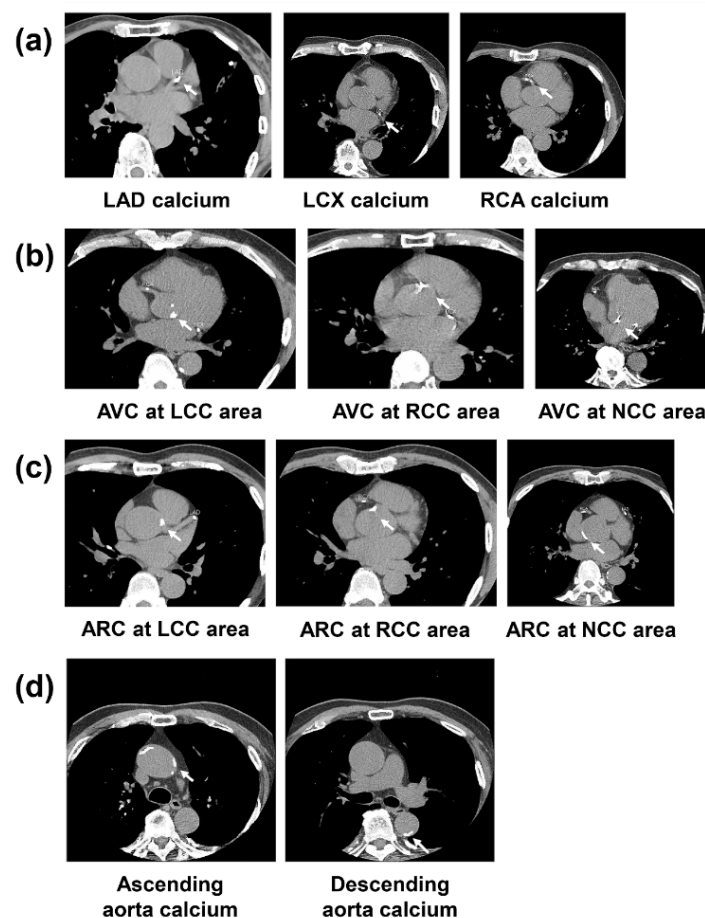 (a)
LAD calcium LCX calcium RCA calcium
(b)
AVC at LCC area AVC at RCC area AVC at NCC area
(c)
ARC at LCC area ARC at RCC area ARC at NCC area
(d)
Ascending Descending
aorta calcium aorta calcium